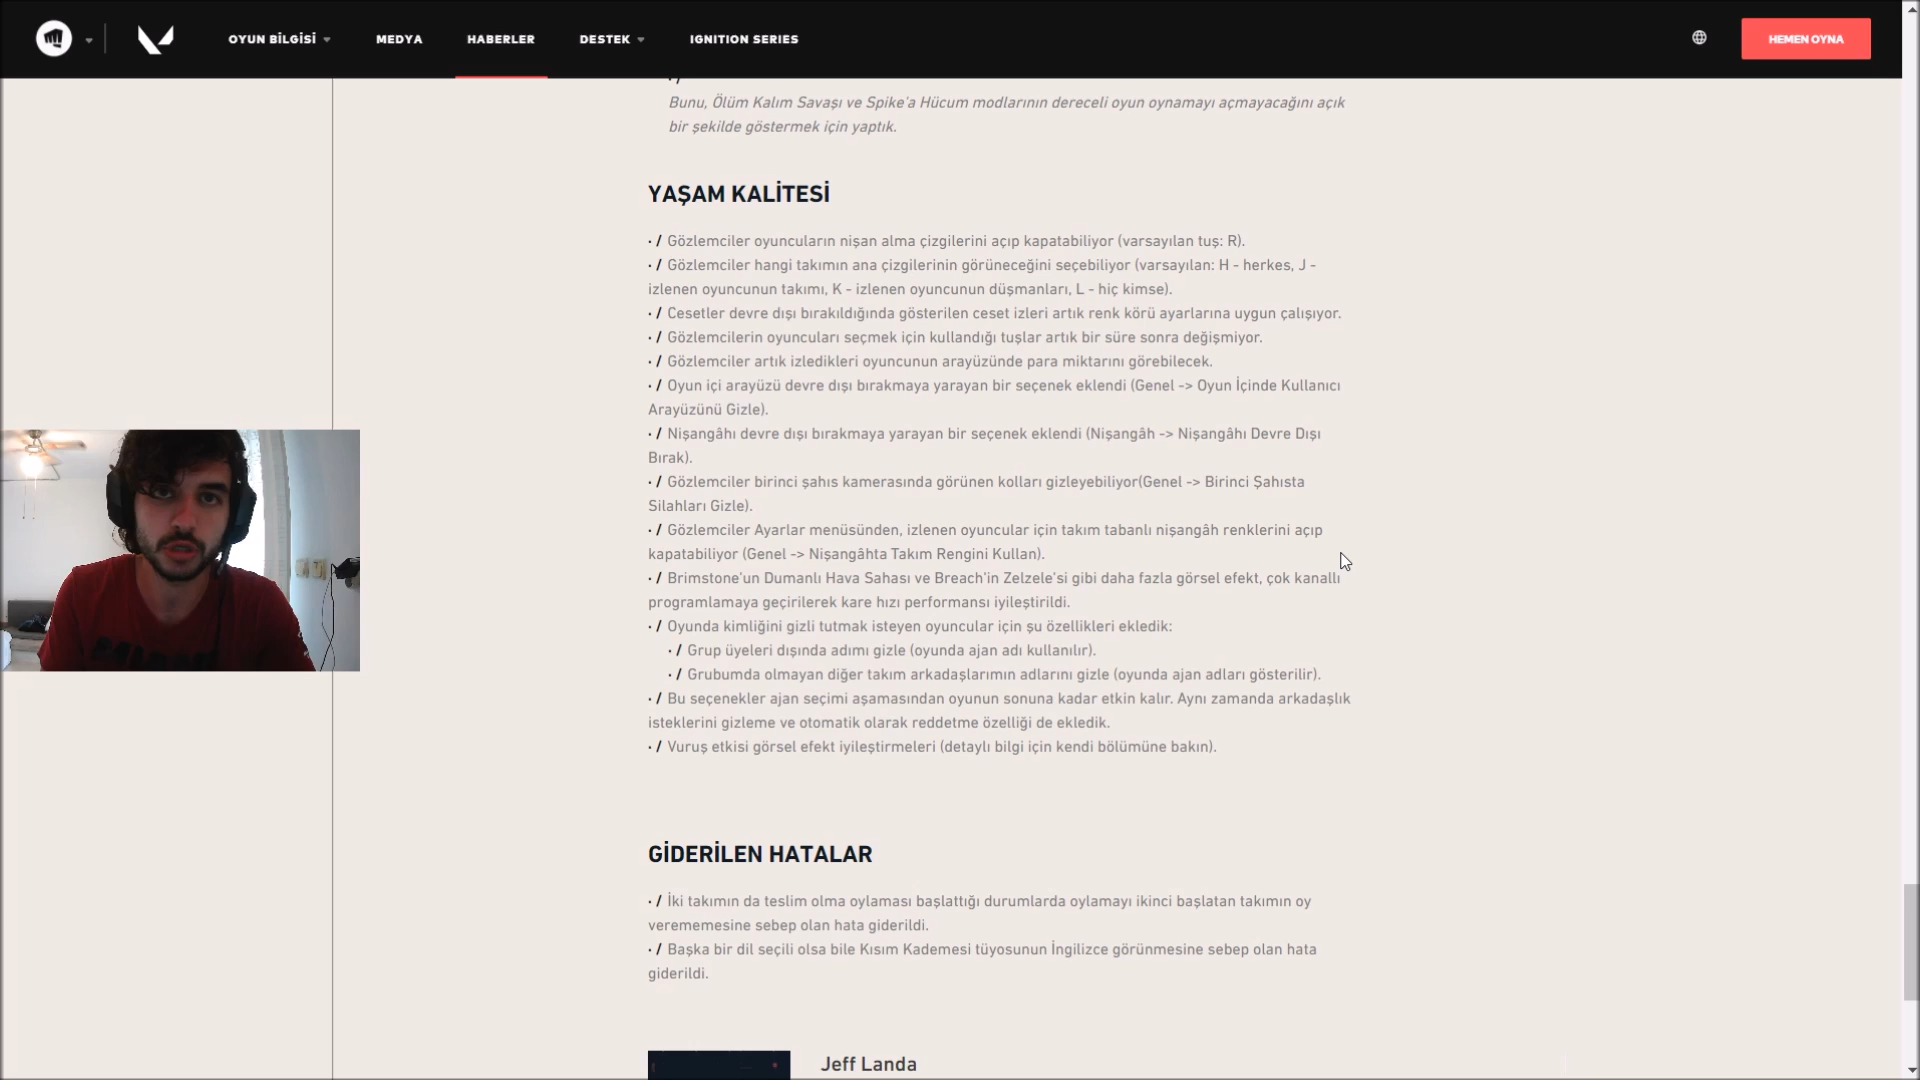 OYUN BİLGİSİ
MEDYA
HABERLER
DESTEK
IGNITION SERIES
HEMEN OYNA
Bunu, Ölüm Kalım Savaşı ve Spike'a Hücum modlarının dereceli oyun oynamayı açmayacağını açık
bir şekilde göstermek için yaptık.
YAŞAM KALİTESİ
· / Gözlemciler oyuncuların nişan alma çizgilerini açıp kapatabiliyor (varsayılan tuş: R).
· / Gözlemciler hangi takımın ana çizgilerinin görüneceğini seçebiliyor (varsayılan: H - herkes, J -
izlenen oyuncunun takımı, K - izlenen oyuncunun düşmanları, L - hiç kimse).
· / Cesetler devre dışı bırakıldığında gösterilen ceset izleri artık renk körü ayarlarına uygun çalışıyor.
· / Gözlemcilerin oyuncuları seçmek için kullandığı tuşlar artık bir süre sonra değişmiyor.
· / Gözlemciler artık izledikleri oyuncunun arayüzünde para miktarını görebilecek.
· / Oyun içi arayüzü devre dışı bırakmaya yarayan bir seçenek eklendi (Genel -> Oyun İçinde Kullanıcı
Arayüzünü Gizle).
· / Nişangâhı devre dışı bırakmaya yarayan bir seçenek eklendi (Nişangâh -> Nişangâhı Devre Dışı
Bırak).
· / Gözlemciler birinci şahıs kamerasında görünen kolları gizleyebiliyor(Genel -> Birinci Şahısta
Silahları Gizle).
· / Gözlemciler Ayarlar menüsünden, izlenen oyuncular için takım tabanlı nişangâh renklerini açıp
kapatabiliyor (Genel -> Nişangâhta Takım Rengini Kullan).
· / Brimstone'un Dumanlı Hava Sahası ve Breach'in Zelzele'si gibi daha fazla görsel efekt, çok kanallı
programlamaya geçirilerek kare hızı performansı iyileştirildi.
· / Oyunda kimliğini gizli tutmak isteyen oyuncular için şu özellikleri ekledik:
· / Grup üyeleri dışında adımı gizle (oyunda ajan adı kullanılır).
· / Grubumda olmayan diğer takım arkadaşlarımın adlarını gizle (oyunda ajan adları gösterilir).
· / Bu seçenekler ajan seçimi aşamasından oyunun sonuna kadar etkin kalır. Aynı zamanda arkadaşlık
isteklerini gizleme ve otomatik olarak reddetme özelliği de ekledik.
· / Vuruş etkisi görsel efekt iyileştirmeleri (detaylı bilgi için kendi bölümüne bakın).
GİDERİLEN HATALAR
· / İki takımın da teslim olma oylaması başlattığı durumlarda oylamayı ikinci başlatan takımın oy
verememesine sebep olan hata giderildi.
· / Başka bir dil seçili olsa bile Kısım Kademesi tüyosunun İngilizce görünmesine sebep olan hata
giderildi.
Jeff Landa